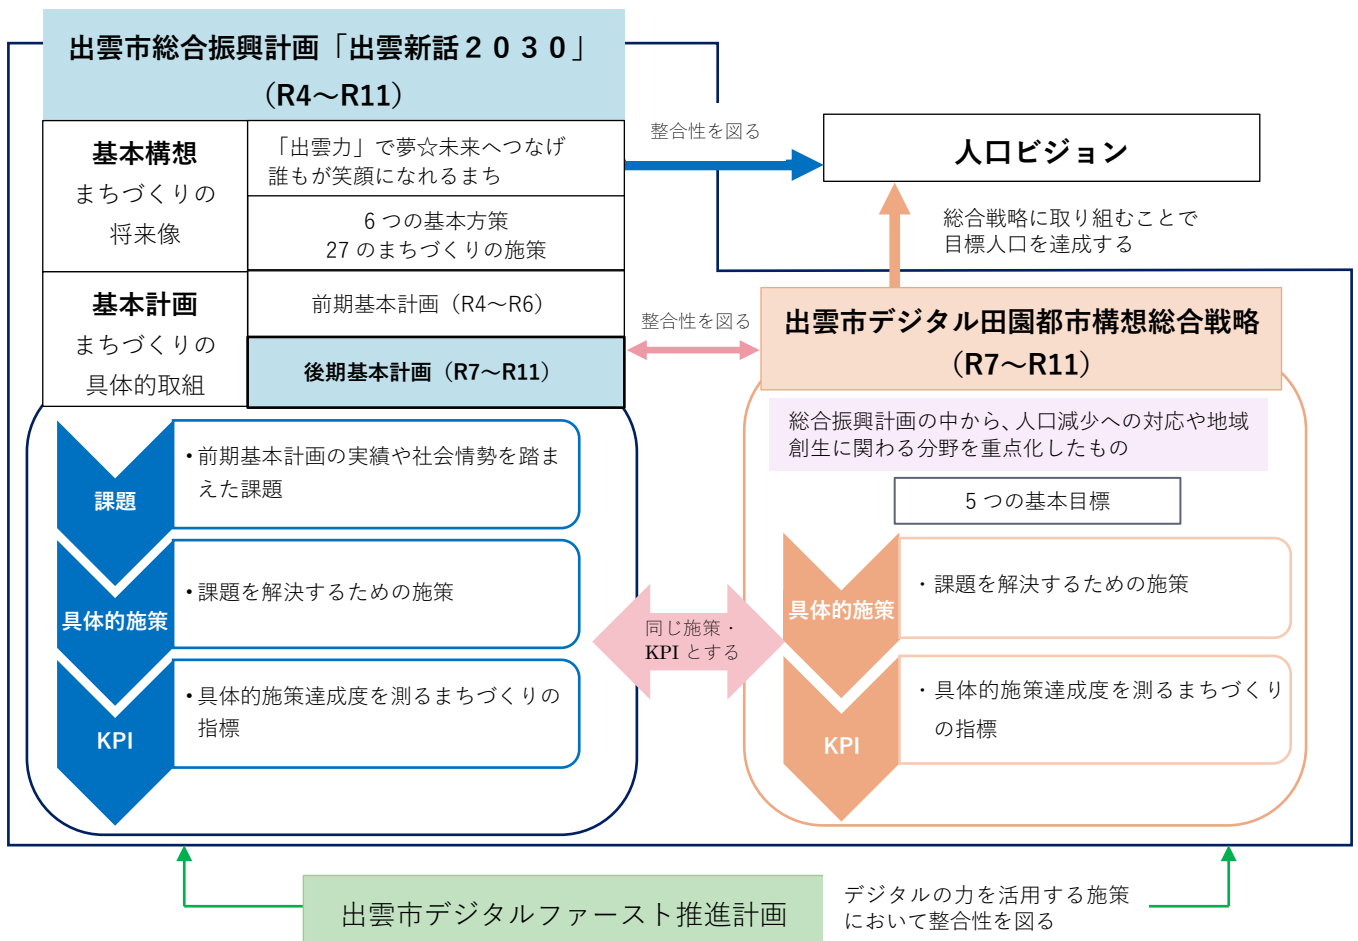 出雲市総合振興計画「出雲新話２０３０」
（R4～R11）
基本構想
まちづくりの
将来像
「出雲力」で夢☆未来へつなげ
誰もが笑顔になれるまち
6 つの基本方策
27 のまちづくりの施策
基本計画
まちづくりの
具体的取組
前期基本計画（R4～R6）
後期基本計画（R7～R11）
整合性を図る
人口ビジョン
総合戦略に取り組むことで
目標人口を達成する
整合性を図る
出雲市デジタル田園都市構想総合戦略
（R7～R11）
総合振興計画の中から、人口減少への対応や地域
創生に関わる分野を重点化したもの
5 つの基本目標
課題
・前期基本計画の実績や社会情勢を踏ま
えた課題
具体的施策
・課題を解決するための施策
KPI
・具体的施策達成度を測るまちづくりの
指標
同じ施策・
KPI とする
具体的施策
・課題を解決するための施策
KPI
・具体的施策達成度を測るまちづくり
の指標
出雲市デジタルファースト推進計画
デジタルの力を活用する施策
において整合性を図る